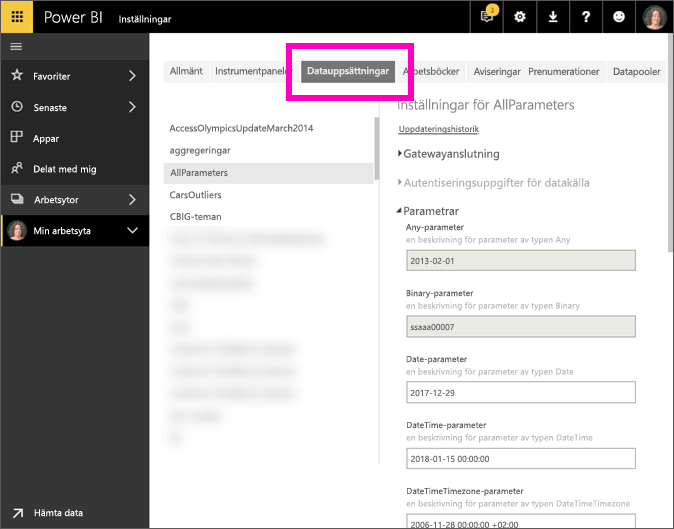 Power BI Inställningar
3
Favoriter
Senaste
Appar
Delat med mig
Arbetsytor
Min arbetsyta
Hämta data
Allmänt Instrumentpaneler Datauppsättningar Arbetsböcker Aviseringar Prenumerationer Datapooler
AccessOlympicsUpdateMarch2014
aggregeringar
AllParameters
CarsOutliers
CBIG-teman
Inställningar för AllParameters
Uppdateringshistorik
Gatewayanslutning
Autentiseringsuppgifter för datakälla
Parametrar
Any-parameter
en beskrivning för parameter av typen Any
2013-02-01
Binary-parameter
en beskrivning för parameter av typen Binary
ssaaa00007
Date-parameter
en beskrivning för parameter av typen Date
2017-12-29
DateTime-parameter
en beskrivning för parameter av typen DateTime
2018-01-15 00:00:00
DateTimeTimezone-parameter
en beskrivning för parameter av typen DateTimeTimezone
2006-11-28 00:00:00 +02:00